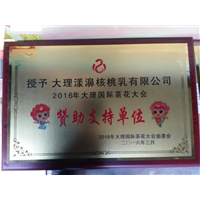 授予 大理漾濞核桃乳有限公司
2016年大理国际茶花大会
赞助支持单位
2016年大理国际茶花大会组委会
二〇一六年三月